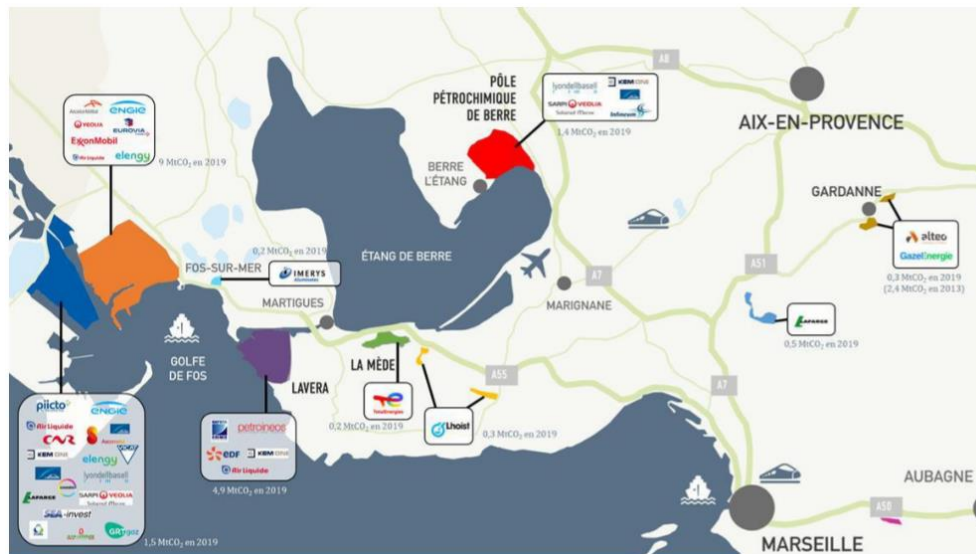 A8
PÔLE
PÉTROCHIMIQUE
DE BERRE
lyondellbasell
KEM ONE
SARPI VEOLIA
1,4 MtCO₂ en 2019
ArcelorMittal
ENGIE
VEOLIA
EUROVIA
ExxonMobil
Air Liquide
elengy
9 MtCO₂ en 2019
AIX-EN-PROVENCE
BERRE
L'ÉTANG
GARDANNE
alteo
GazelEnergie
0,3 MtCO₂ en 2019
(2,4 MtCO₂ en 2013)
0,2 MtCO₂ en 2019
IMERYS
FOS-SUR-MER
ÉTANG DE BERRE
A7
A51
MARIGNANE
MARTIGUES
LAFARGE
0,5 MtCO₂ en 2019
GOLFE
DE FOS
LAVERA
LA MÈDE
A55
A7
TotalEnergies
0,2 MtCO₂ en 2019
Lhoist
0,3 MtCO₂ en 2019
piicto
ENGIE
Air Liquide
CNR
Ascometal
KEM ONE
elengy
lyondellbasell
LAFARGE
SARPI VEOLIA
SEA-invest
GRTgaz
1,5 MtCO₂ en 2019
petroineos
EDF
KEM ONE
Air Liquide
4,9 MtCO₂ en 2019
AUBAGNE
A50
MARSEILLE